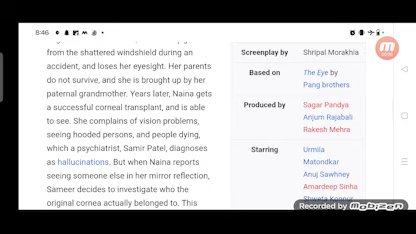 8:46
from the shattered windshield during an
accident, and loses her eyesight. Her parents
do not survive, and she is brought up by her
paternal grandmother. Years later, Naina gets
a successful corneal transplant, and is able
to see. She complains of vision problems,
seeing hooded persons, and people dying,
which a psychiatrist, Samir Patel, diagnoses
as hallucinations. But when Naina reports
seeing someone else in her mirror reflection,
Sameer decides to investigate who the
original cornea actually belonged to. This
Screenplay by Shripal Morakhia
Based on The Eye by
Pang brothers
Produced by Sagar Pandya
Anjum Rajabali
Rakesh Mehra
Starring Urmila
Matondkar
Anuj Sawhney
Amardeep Sinha
Shweta Konnur
Recorded by MOBIZEN